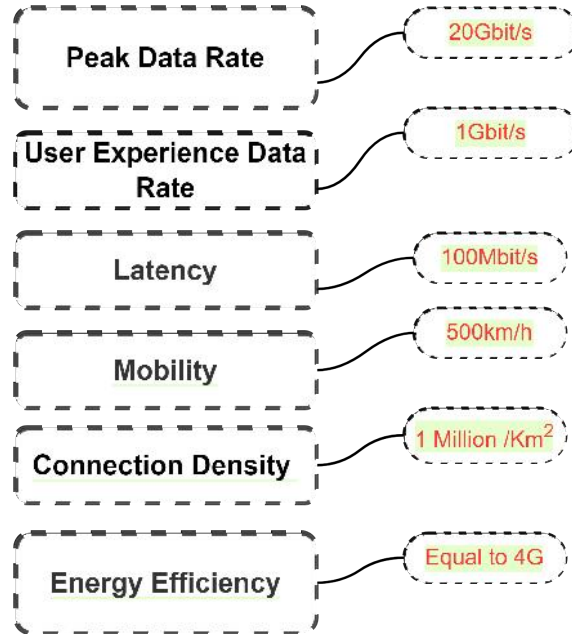 Peak Data Rate
20Gbit/s
User Experience Data
Rate
1Gbit/s
Latency
100Mbit/s
Mobility
500km/h
Connection Density
1 Million /Km²
Energy Efficiency
Equal to 4G